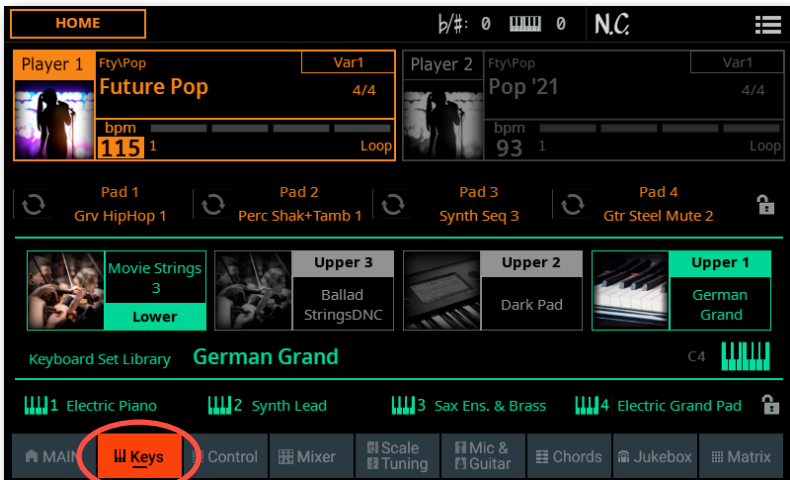 HOME
♭/#: 0 0 N.C.
Player 1 Fty\Pop Var1
Future Pop 4/4
bpm
115 1 Loop
Player 2 Fty\Pop Var1
Pop '21 4/4
bpm
93 1 Loop
Pad 1
Grv HipHop 1
Pad 2
Perc Shak+Tamb 1
Pad 3
Synth Seq 3
Pad 4
Gtr Steel Mute 2
Movie Strings
3
Lower
Upper 3
Ballad
StringsDNC
Upper 2
Dark Pad
Upper 1
German
Grand
Keyboard Set Library German Grand C4
1 Electric Piano 2 Synth Lead 3 Sax Ens. & Brass 4 Electric Grand Pad
MAIN Keys Control Mixer Scale Tuning Mic & Guitar Chords Jukebox Matrix